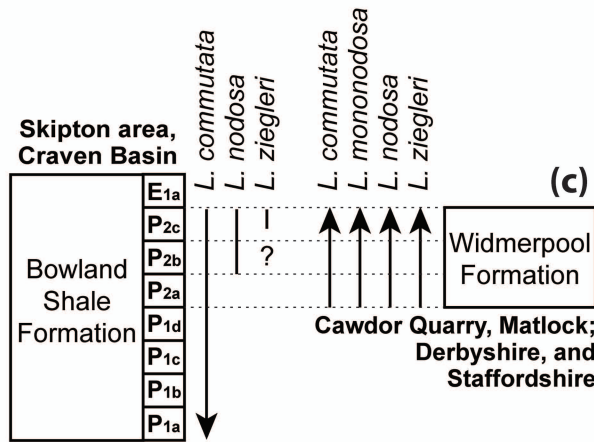 L. commutata
L. nodosa
L. ziegleri
L. commutata
L. mononodosa
L. nodosa
L. ziegleri
Skipton area,
Craven Basin
(c)
E1a
P2c
P2b
P2a
P1d
P1c
P1b
P1a
Bowland
Shale
Formation
?
Widmerpool
Formation
Cawdor Quarry, Matlock;
Derbyshire, and
Staffordshire